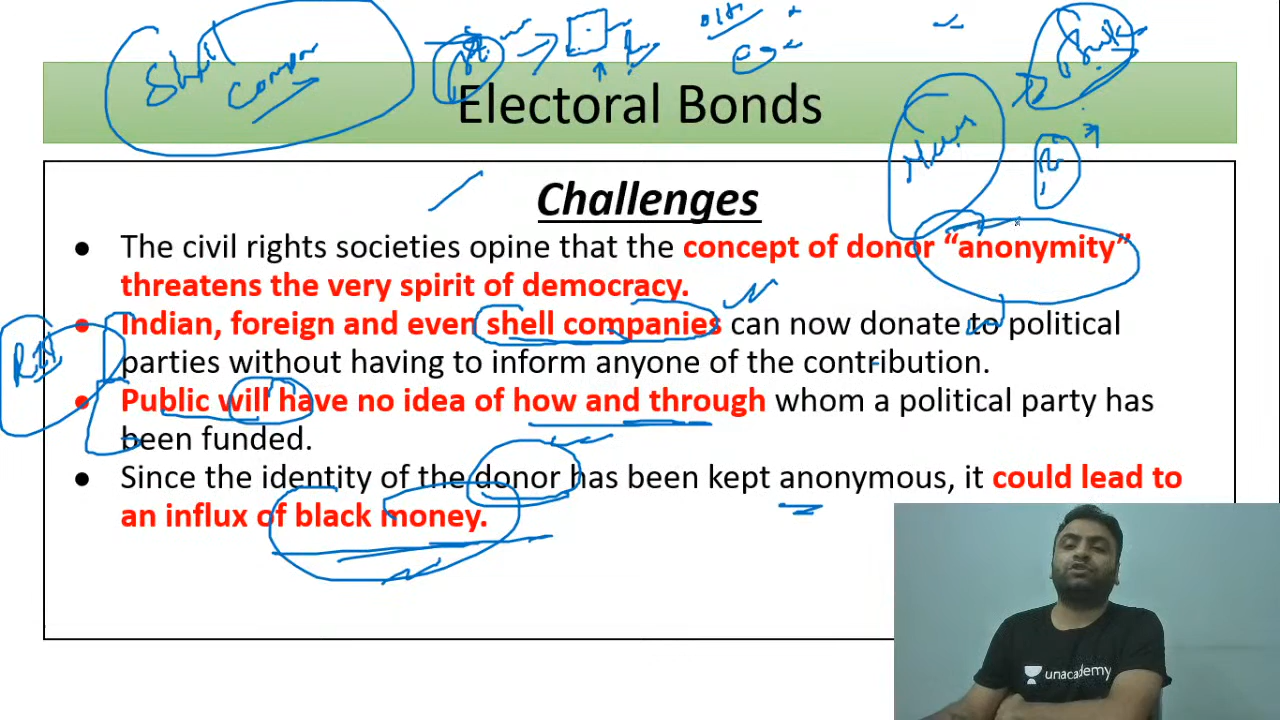 Shell
Compan
Electoral Bonds
News
Challenges
● The civil rights societies opine that the concept of donor “anonymity”
threatens the very spirit of democracy.
● Indian, foreign and even shell companies can now donate to political
parties without having to inform anyone of the contribution.
● Public will have no idea of how and through whom a political party has
been funded.
● Since the identity of the donor has been kept anonymous, it could lead to
an influx of black money.
unacademy